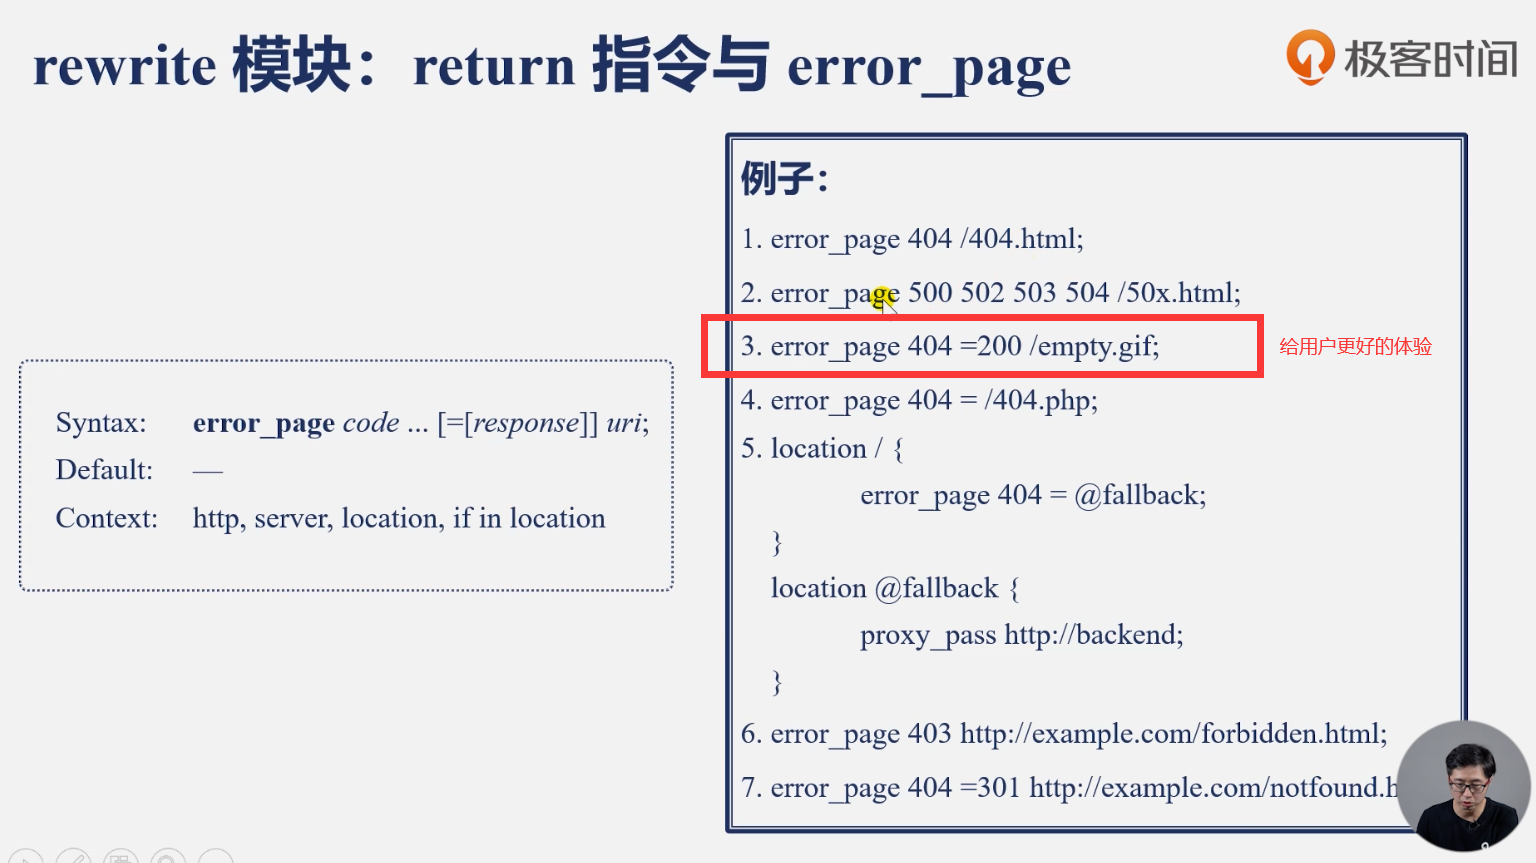 rewrite 模块：return 指令与 error_page
极客时间
例子：
1. error_page 404 /404.html;
2. error_page 500 502 503 504 /50x.html;
3. error_page 404 =200 /empty.gif;
给用户更好的体验
4. error_page 404 = /404.php;
5. location / {
error_page 404 = @fallback;
}
location @fallback {
proxy_pass http://backend;
}
6. error_page 403 http://example.com/forbidden.html;
7. error_page 404 =301 http://example.com/notfound.h
Syntax: error_page code ... [=[response]] uri;
Default: —
Context: http, server, location, if in location